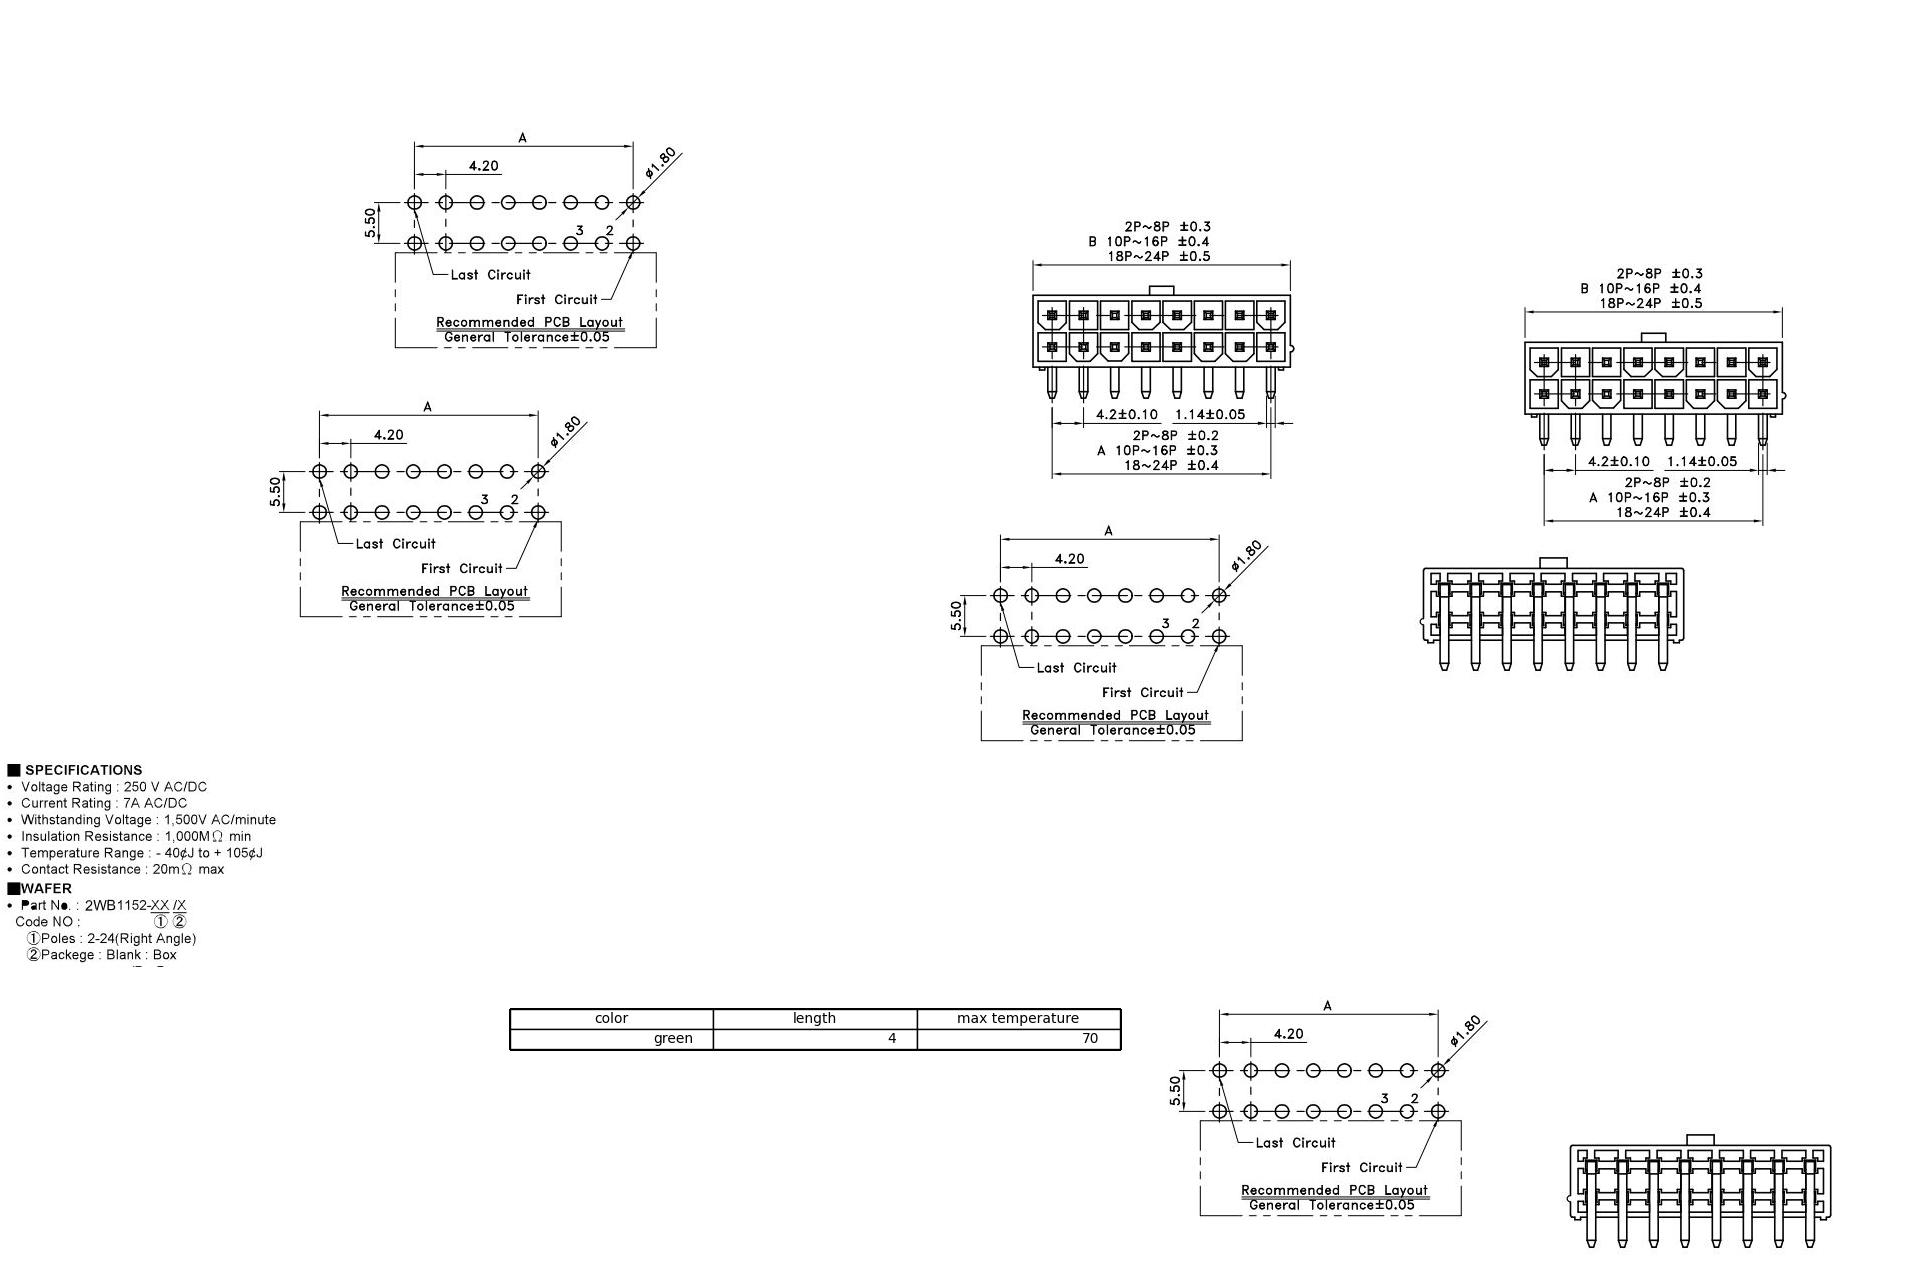 A
4.20
ø1.80
5.50
3 2
Last Circuit
First Circuit
Recommended PCB Layout
General Tolerance±0.05
2P~8P ±0.3
B 10P~16P ±0.4
18P~24P ±0.5
4.2±0.10 1.14±0.05
2P~8P ±0.2
A 10P~16P ±0.3
18~24P ±0.4
2P~8P ±0.3
B 10P~16P ±0.4
18P~24P ±0.5
4.2±0.10 1.14±0.05
2P~8P ±0.2
A 10P~16P ±0.3
18~24P ±0.4
A
4.20
ø1.80
5.50
3 2
Last Circuit
First Circuit
Recommended PCB Layout
General Tolerance±0.05
A
4.20
ø1.80
5.50
3 2
Last Circuit
First Circuit
Recommended PCB Layout
General Tolerance±0.05
■ SPECIFICATIONS
• Voltage Rating : 250 V AC/DC
• Current Rating : 7A AC/DC
• Withstanding Voltage : 1,500V AC/minute
• Insulation Resistance : 1,000MΩ min
• Temperature Range : - 40¢J to + 105¢J
• Contact Resistance : 20mΩ max
■WAFER
• Part No. : 2WB1152-XX /X
Code NO : ① ②
①Poles : 2-24(Right Angle)
②Packege : Blank : Box
color length max temperature
green 4 70
A
4.20
ø1.80
5.50
3 2
Last Circuit
First Circuit
Recommended PCB Layout
General Tolerance±0.05